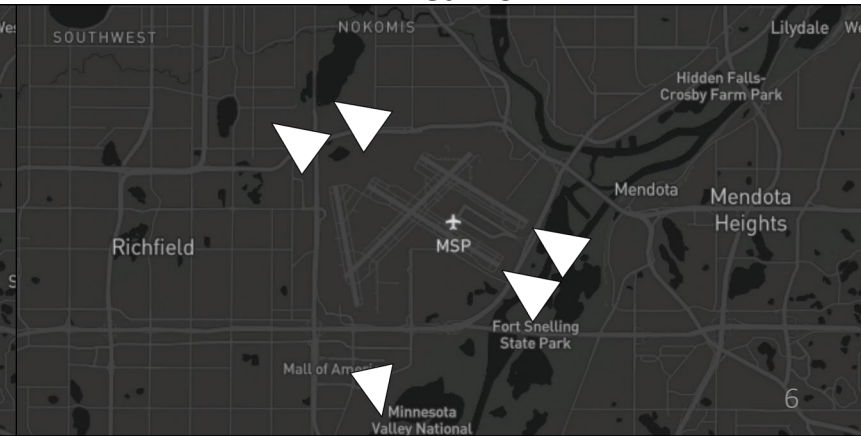 SOUTHWEST
NOKOMIS
Lilydale
Hidden Falls-
Crosby Farm Park
Mendota
Mendota
Heights
MSP
Richfield
Fort Snelling
State Park
Mall of Ameri
Minnesota
Valley National
6